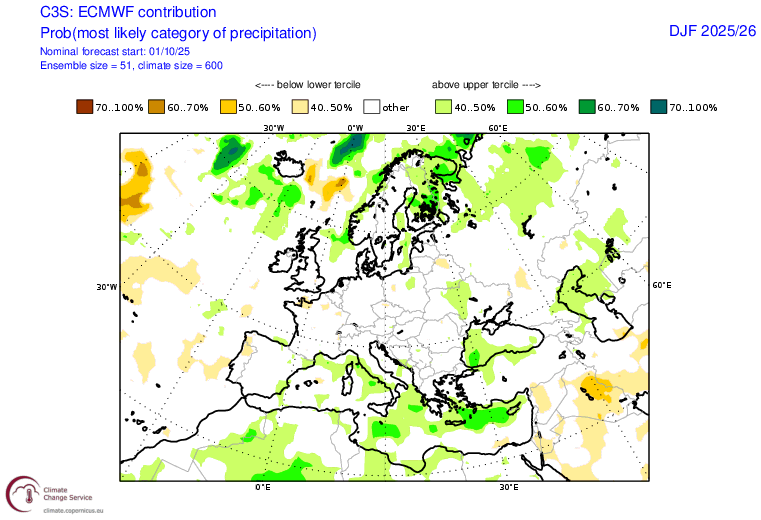 C3S: ECMWF contribution
Prob(most likely category of precipitation)
DJF 2025/26
Nominal forecast start: 01/10/25
Ensemble size = 51, climate size = 600
<---- below lower tercile
above upper tercile ---->
70..100% 60..70% 50..60% 40..50% other 40..50% 50..60% 60..70% 70..100%
30°W 0°W 30°E 60°E
30°W
60°E
0°E 30°E
Climate
Change Service
climate.copernicus.eu